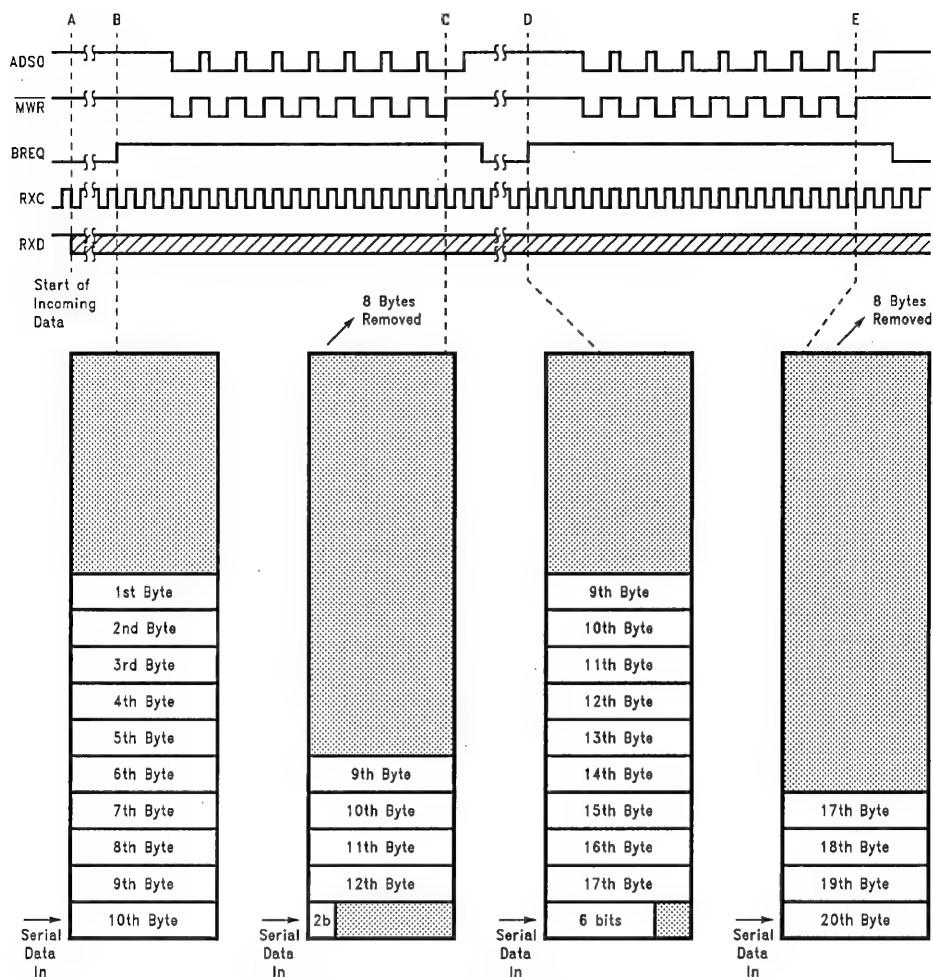 A B C D E
ADS0
MWR
BREQ
RXC
RXD
Start of
Incoming
Data
8 Bytes
Removed
8 Bytes
Removed
1st Byte
2nd Byte
3rd Byte
4th Byte
5th Byte
6th Byte
7th Byte
8th Byte
9th Byte
10th Byte
Serial
Data
In
9th Byte
10th Byte
11th Byte
12th Byte
2b
Serial
Data
In
9th Byte
10th Byte
11th Byte
12th Byte
13th Byte
14th Byte
15th Byte
16th Byte
17th Byte
6 bits
Serial
Data
In
17th Byte
18th Byte
19th Byte
20th Byte
Serial
Data
In